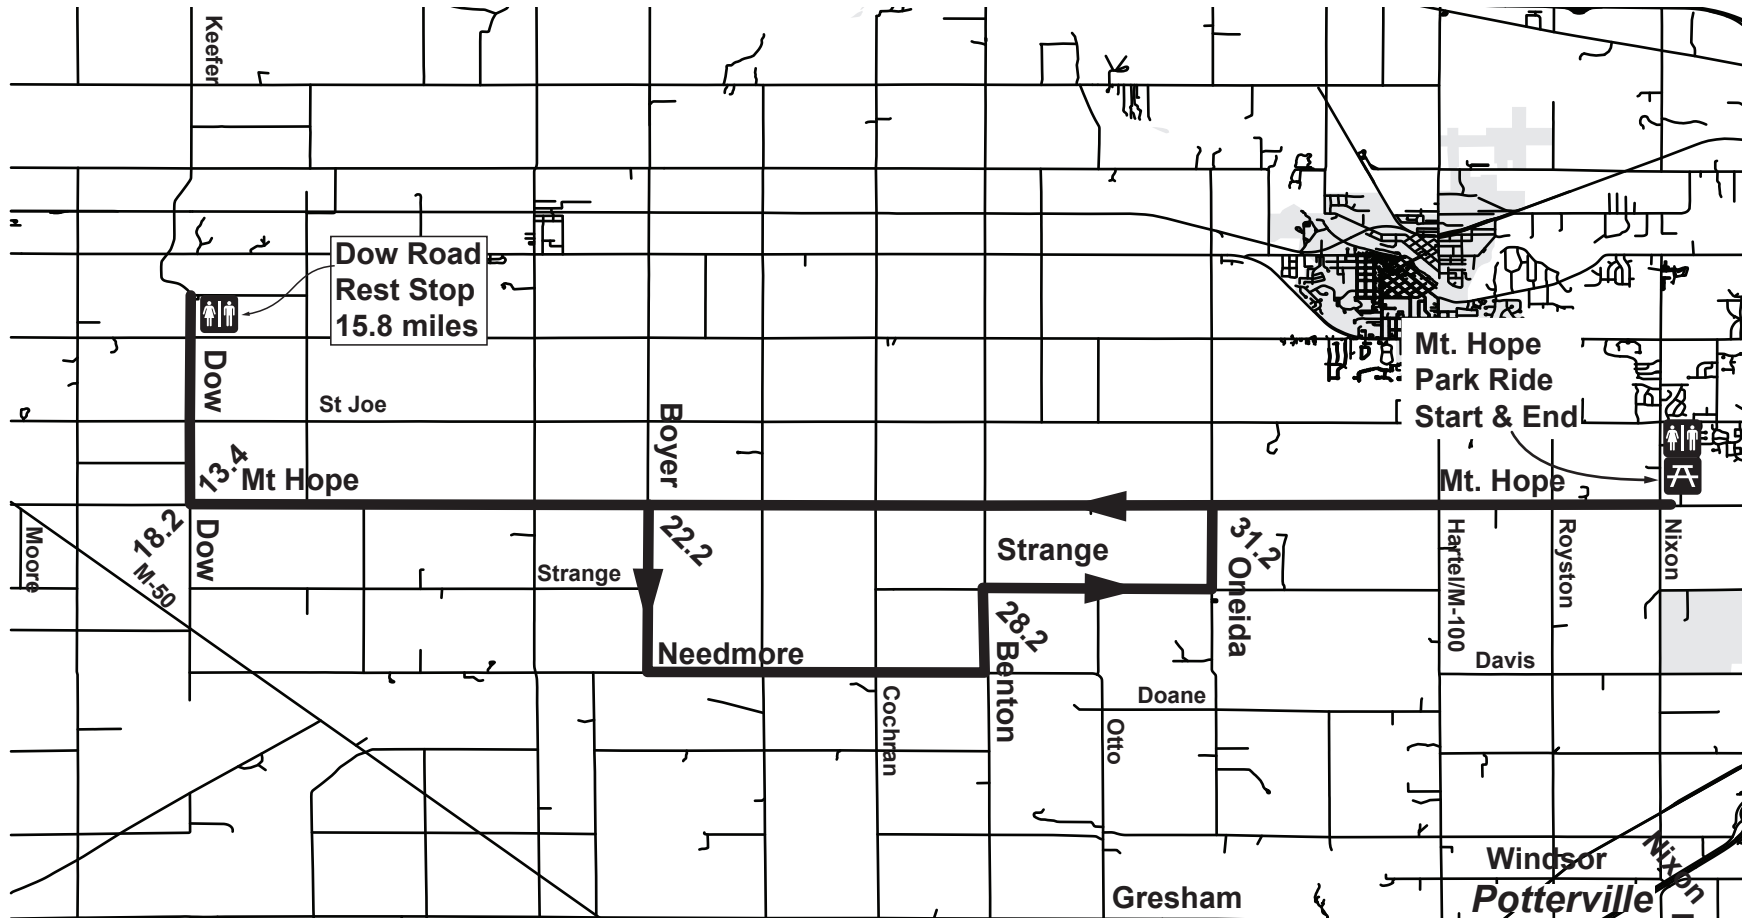 Keefer
Dow Road
Rest Stop
15.8 miles
Mt. Hope
Park Ride
Start & End
Dow
St Joe
Boyer
13.4
Mt Hope
Mt. Hope
18.2
Dow
Moore
M-50
Strange
22.2
Strange
31.2
Oneida
Hartel/M-100
Royston
Nixon
Needmore
28.2
Benton
Davis
Doane
Cochran
Otto
Windsor
Nixon
Gresham
Potterville